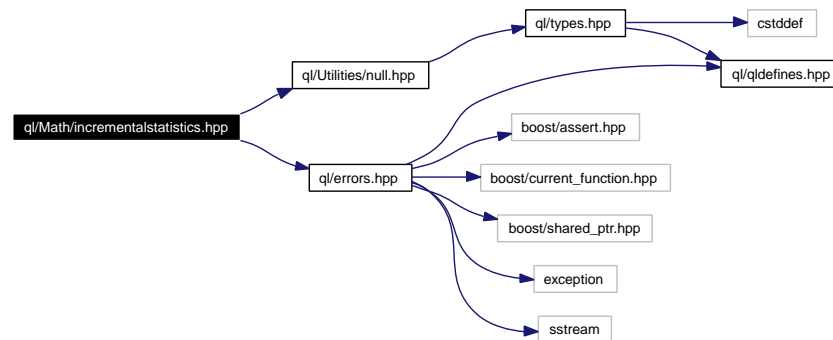 ql/types.hpp
cstddef
ql/Utilities/null.hpp
ql/qldefines.hpp
ql/Math/incrementalstatistics.hpp
boost/assert.hpp
ql/errors.hpp
boost/current_function.hpp
boost/shared_ptr.hpp
exception
sstream